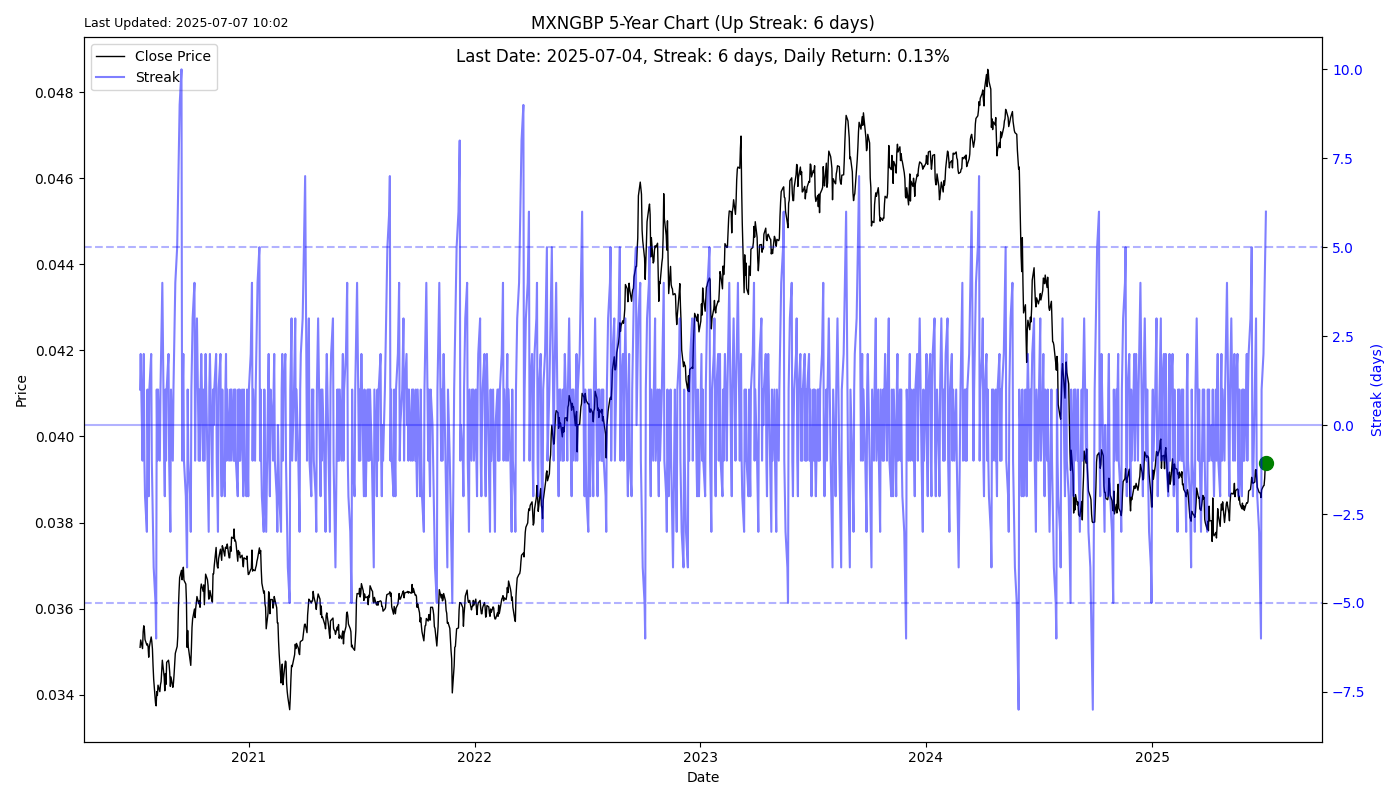 Last Updated: 2025-07-07 10:02
MXNGBP 5-Year Chart (Up Streak: 6 days)
Last Date: 2025-07-04, Streak: 6 days, Daily Return: 0.13%
Close Price
Streak
Price
0.048
0.046
0.044
0.042
0.040
0.038
0.036
0.034
10.0
7.5
5.0
2.5
0.0
−2.5
−5.0
−7.5
Streak (days)
2021
2022
2023
2024
2025
Date